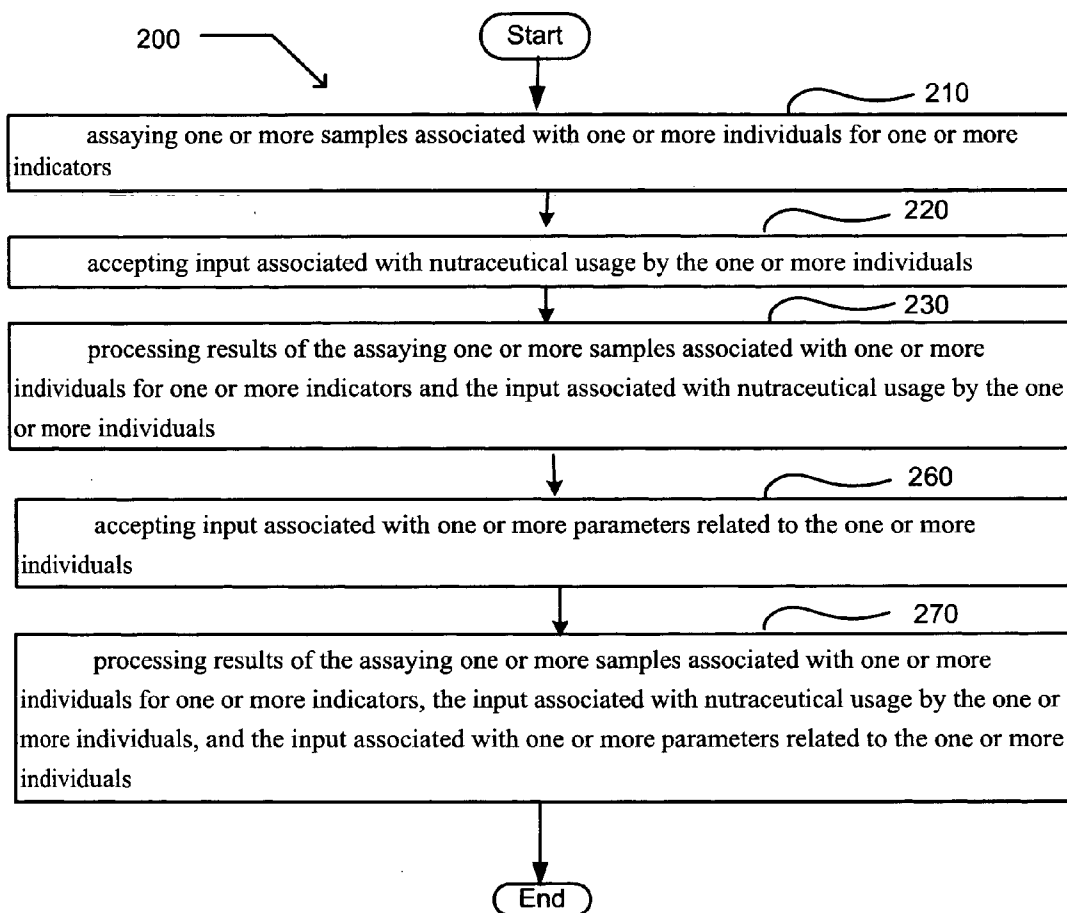 200
Start
210
assaying one or more samples associated with one or more individuals for one or more
indicators
220
accepting input associated with nutraceutical usage by the one or more individuals
230
processing results of the assaying one or more samples associated with one or more
individuals for one or more indicators and the input associated with nutraceutical usage by the one
or more individuals
260
accepting input associated with one or more parameters related to the one or more
individuals
270
processing results of the assaying one or more samples associated with one or more
individuals for one or more indicators, the input associated with nutraceutical usage by the one or
more individuals, and the input associated with one or more parameters related to the one or more
individuals
End